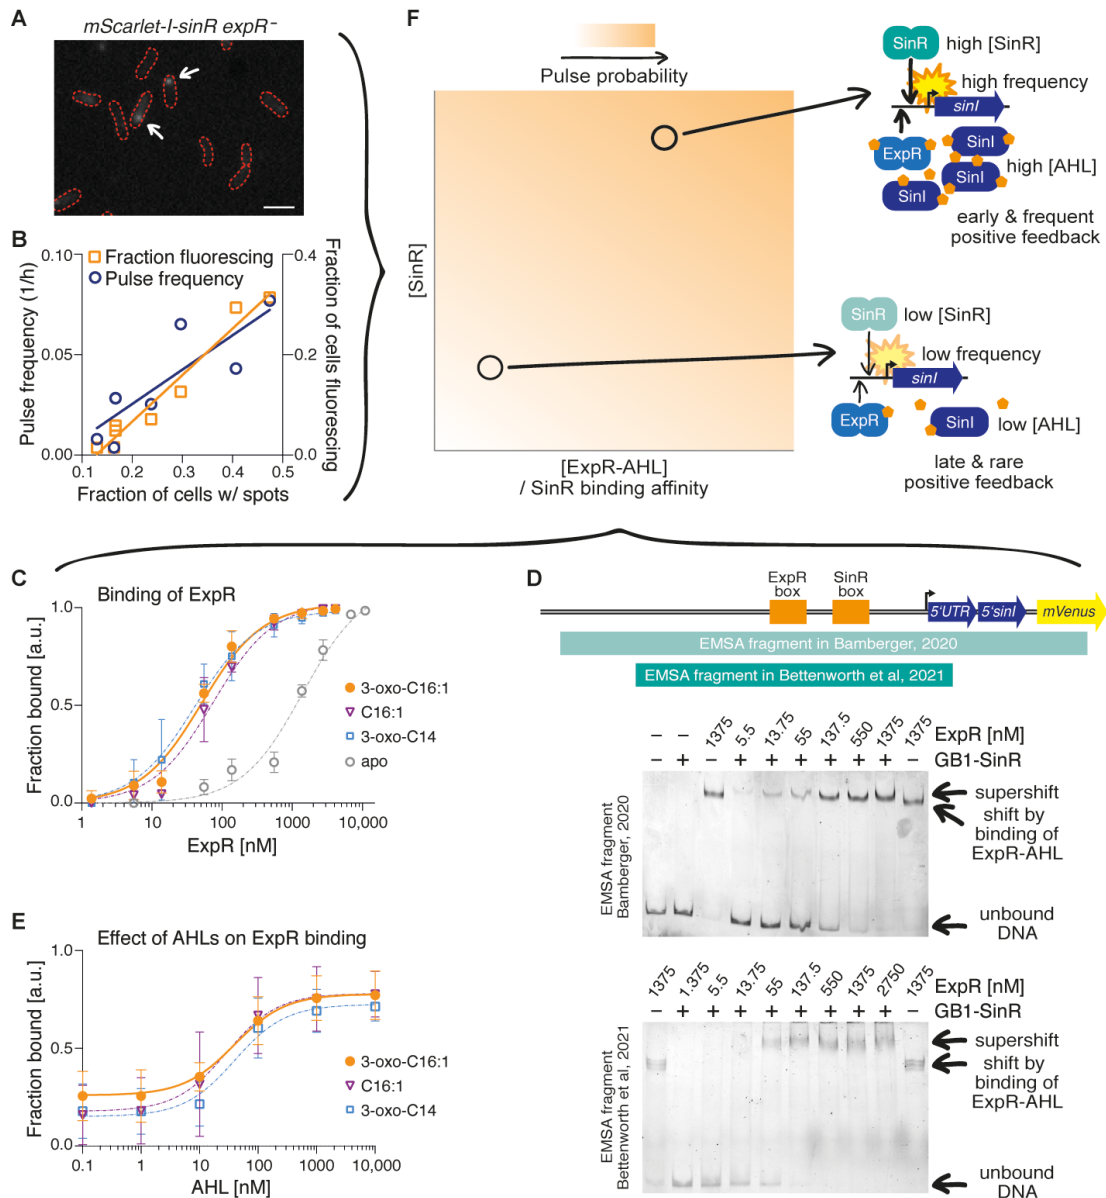 A
mScarlet-I-sinR expR⁻
B
Fraction fluorescing
Pulse frequency
Pulse frequency (1/h)
0.10
0.05
0.00
Fraction of cells fluorescing
0.4
0.2
0.0
0.1 0.2 0.3 0.4 0.5
Fraction of cells w/ spots
F
Pulse probability
[SinR]
[ExpR-AHL]
/ SinR binding affinity
SinR
high [SinR]
high frequency
sinI
ExpR
SinI
SinI
SinI
high [AHL]
early & frequent
positive feedback
SinR
low [SinR]
low frequency
sinI
ExpR
SinI
low [AHL]
late & rare
positive feedback
C
Binding of ExpR
Fraction bound [a.u.]
1.0
0.5
0.0
3-oxo-C16:1
C16:1
3-oxo-C14
apo
1 10 100 1000 10,000
ExpR [nM]
D
ExpR
box
SinR
box
5'UTR
5'sinI
mVenus
EMSA fragment in Bamberger, 2020
EMSA fragment in Bettenworth et al, 2021
– – 1375 5.5 13.75 55 137.5 550 1375 1375 ExpR [nM]
– + – + + + + + + – GB1-SinR
EMSA fragment
Bamberger, 2020
supershift
shift by
binding of
ExpR-AHL
unbound
DNA
1375 1.375 5.5 13.75 55 137.5 550 1375 2750 1375 ExpR [nM]
– + + + + + + + + – GB1-SinR
EMSA fragment
Bettenworth et al, 2021
supershift
shift by
binding of
ExpR-AHL
unbound
DNA
E
Effect of AHLs on ExpR binding
Fraction bound [a.u.]
1.0
0.5
0.0
3-oxo-C16:1
C16:1
3-oxo-C14
0.1 1 10 100 1000 10,000
AHL [nM]